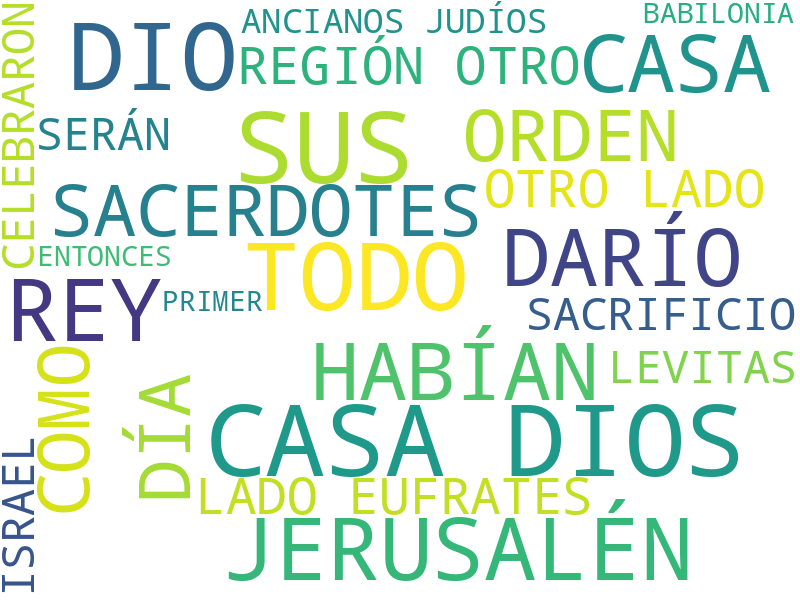 ANCIANOS JUDÍOS
BABILONIA
DIO
REGIÓN OTRO
CASA
CELEBRARON
SERÁN
SUS
ORDEN
SACERDOTES
OTRO LADO
ENTONCES
TODO
DARÍO
REY
PRIMER
SACRIFICIO
COMO
DÍA
HABÍAN
LEVITAS
CASA DIOS
ISRAEL
LADO EUFRATES
JERUSALÉN